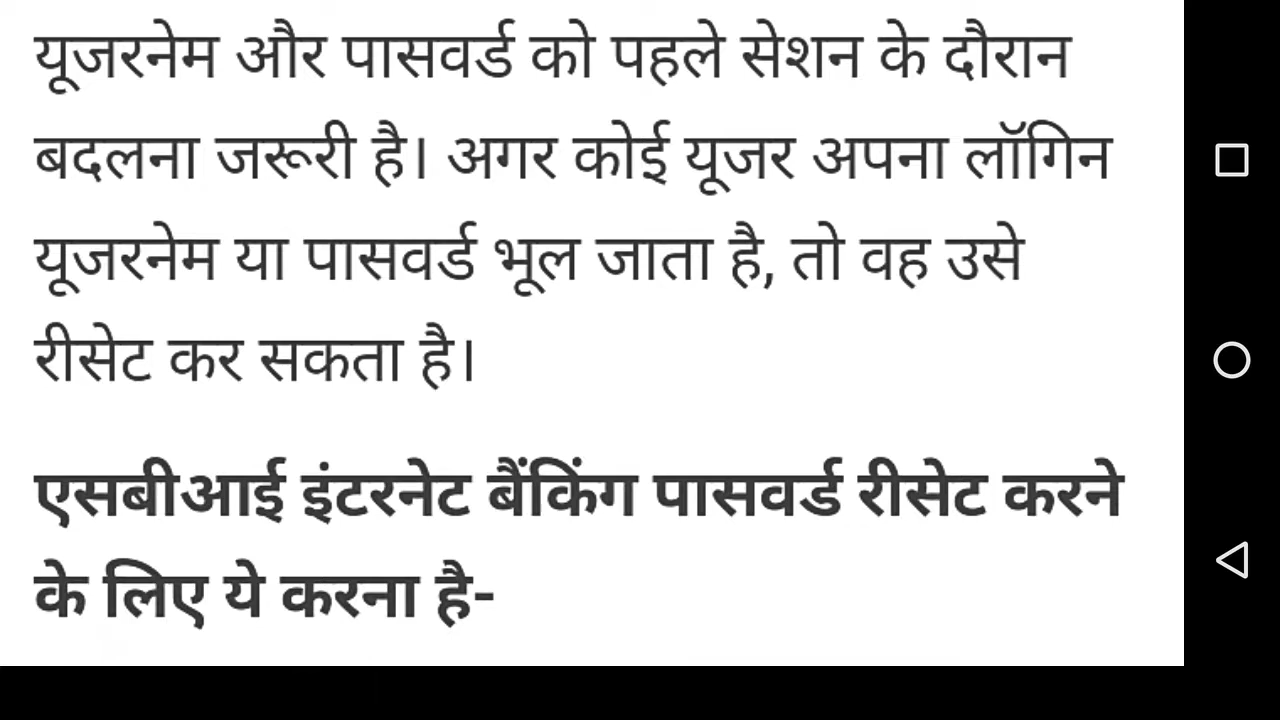 यूजरनेम और पासवर्ड को पहले सेशन के दौरान
बदलना जरूरी है। अगर कोई यूजर अपना लॉगिन
यूजरनेम या पासवर्ड भूल जाता है, तो वह उसे
रीसेट कर सकता है।
एसबीआई इंटरनेट बैंकिंग पासवर्ड रीसेट करने
के लिए ये करना है-